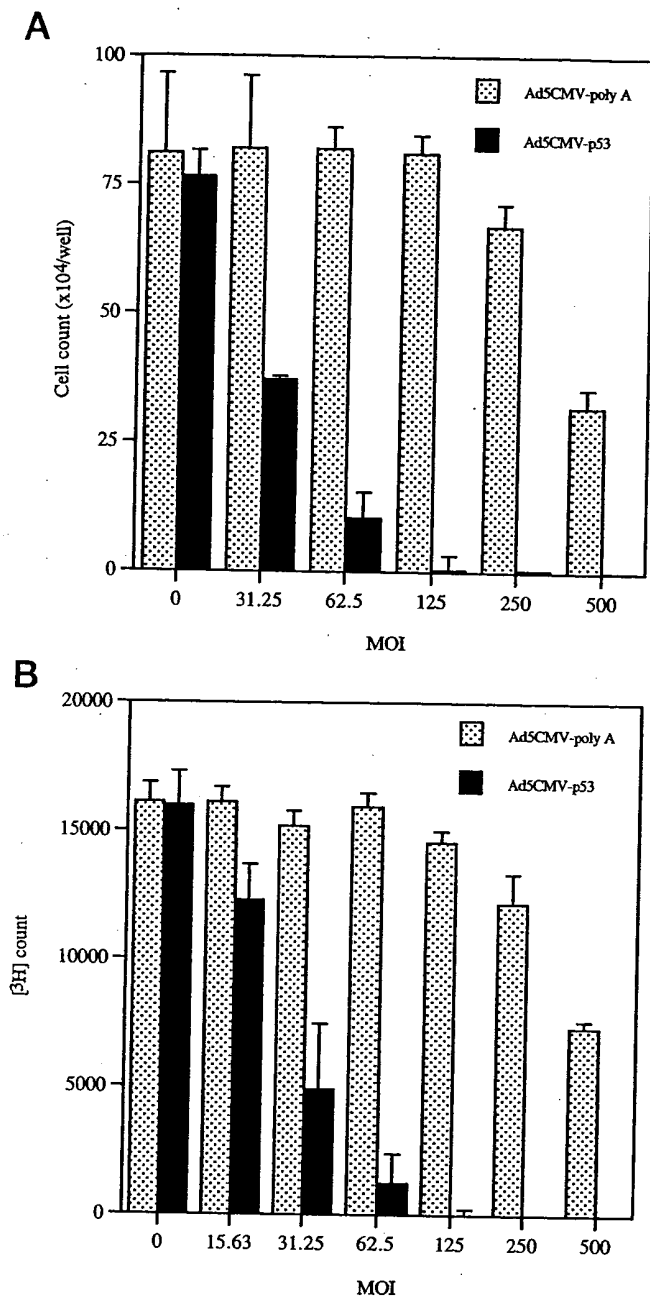 A
100
75
50
25
0
Cell count (x104/well)
Ad5CMV-poly A
Ad5CMV-p53
0 31.25 62.5 125 250 500
MOI
B
20000
15000
10000
5000
0
[3H] count
Ad5CMV-poly A
Ad5CMV-p53
0 15.63 31.25 62.5 125 250 500
MOI